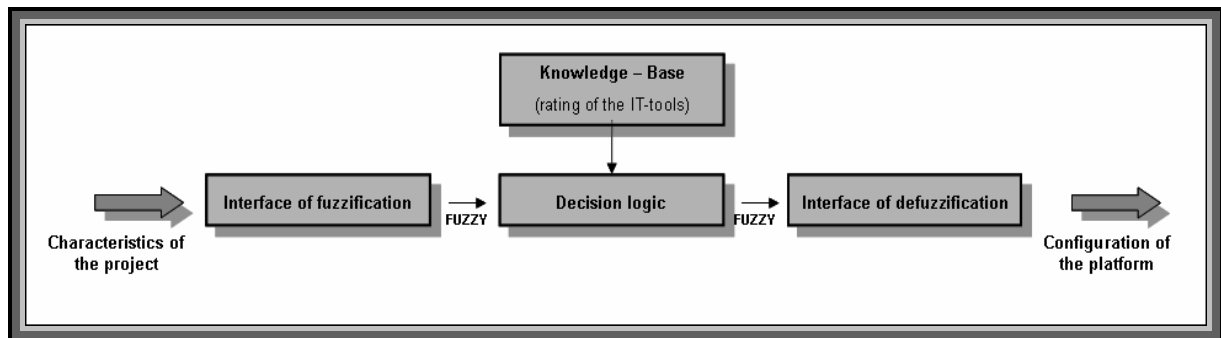 Knowledge – Base
(rating of the IT-tools)
Interface of fuzzification
FUZZY
Decision logic
FUZZY
Interface of defuzzification
Characteristics of
the project
Configuration of
the platform